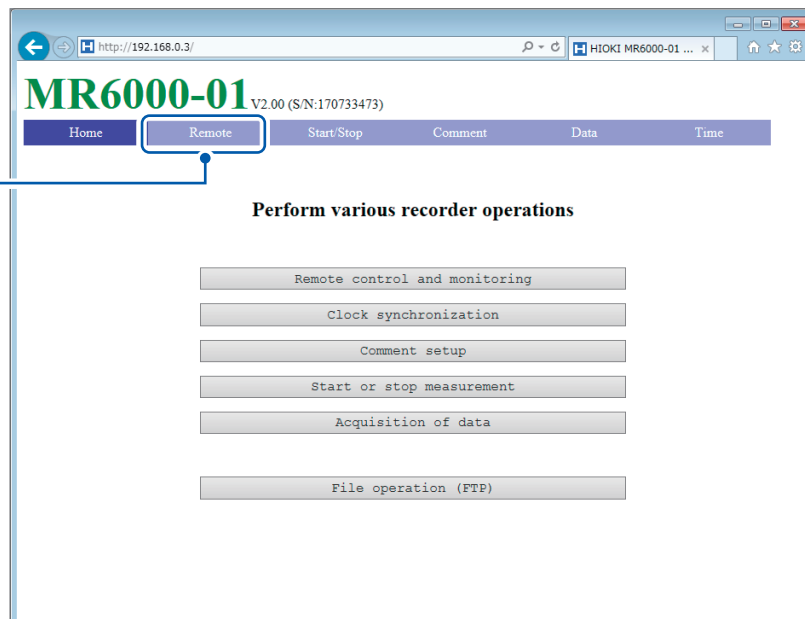 http://192.168.0.3/
HIOKI MR6000-01 ...
MR6000-01 V2.00 (S/N:170733473)
Home Remote Start/Stop Comment Data Time
Perform various recorder operations
Remote control and monitoring
Clock synchronization
Comment setup
Start or stop measurement
Acquisition of data
File operation (FTP)